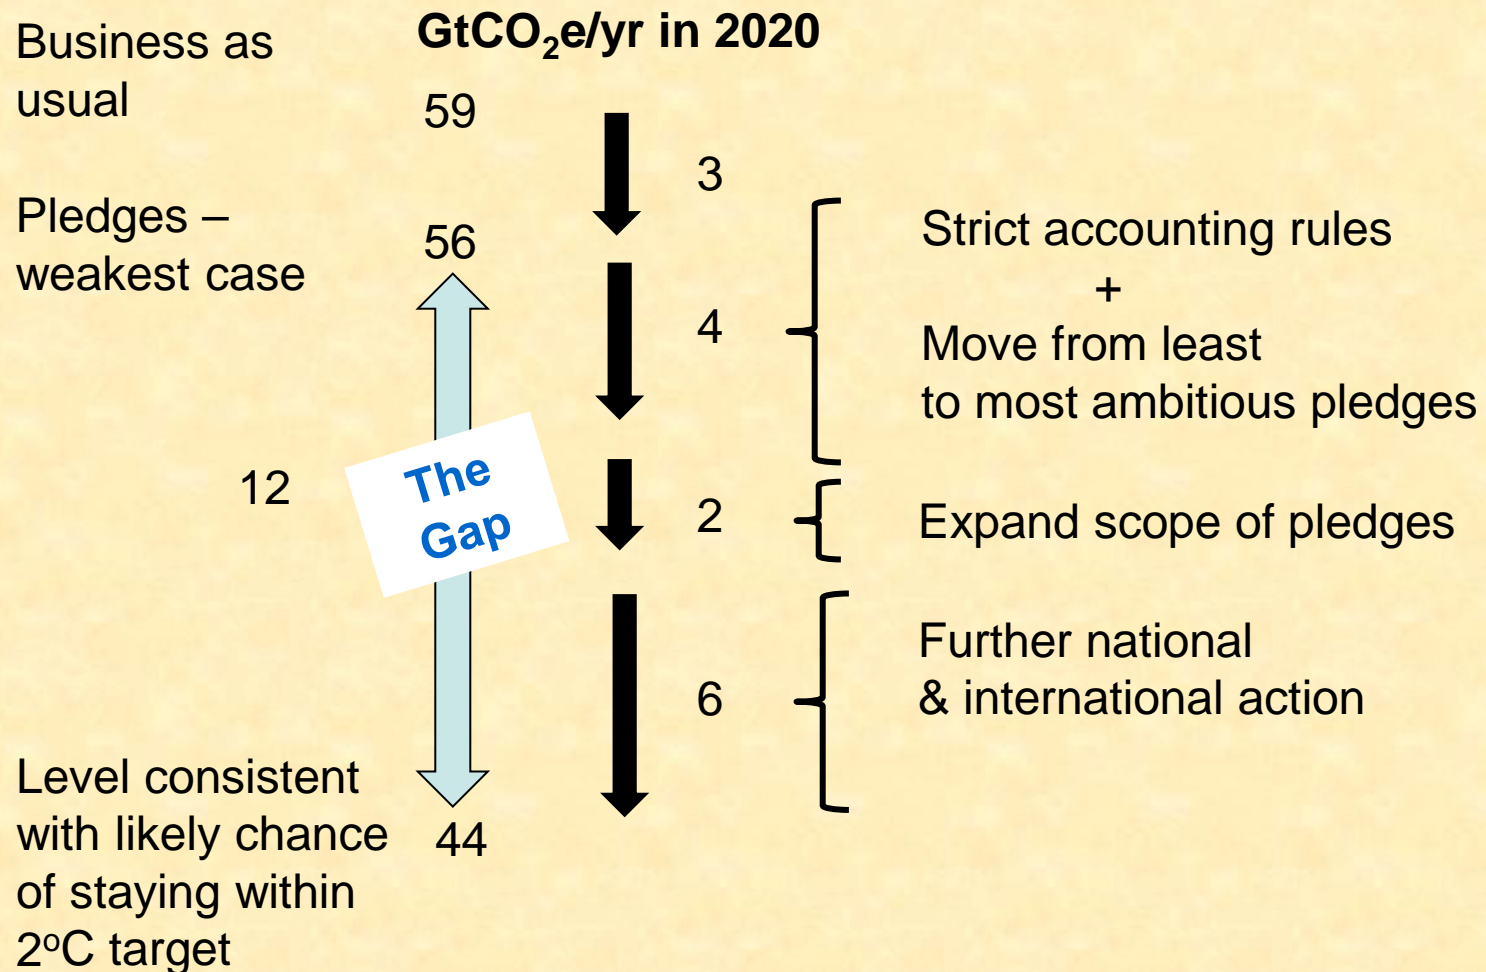 GtCO₂e/yr in 2020
Business as
usual
59
3
Pledges –
weakest case
56
Strict accounting rules
+
Move from least
to most ambitious pledges
4
12
The
Gap
2
Expand scope of pledges
Further national
& international action
6
Level consistent
with likely chance
of staying within
2ºC target
44